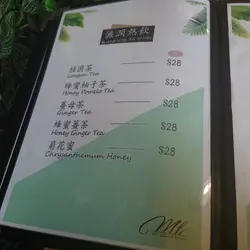 滋潤熱飲
桂圓茶 $28
Longan Tea
蜂蜜柚子茶 $28
Honey Pomelo Tea
薑母茶 $28
Ginger Tea
蜂蜜薑茶 $28
Honey Ginger Tea
菊花蜜 $28
Chrysanthemum Honey